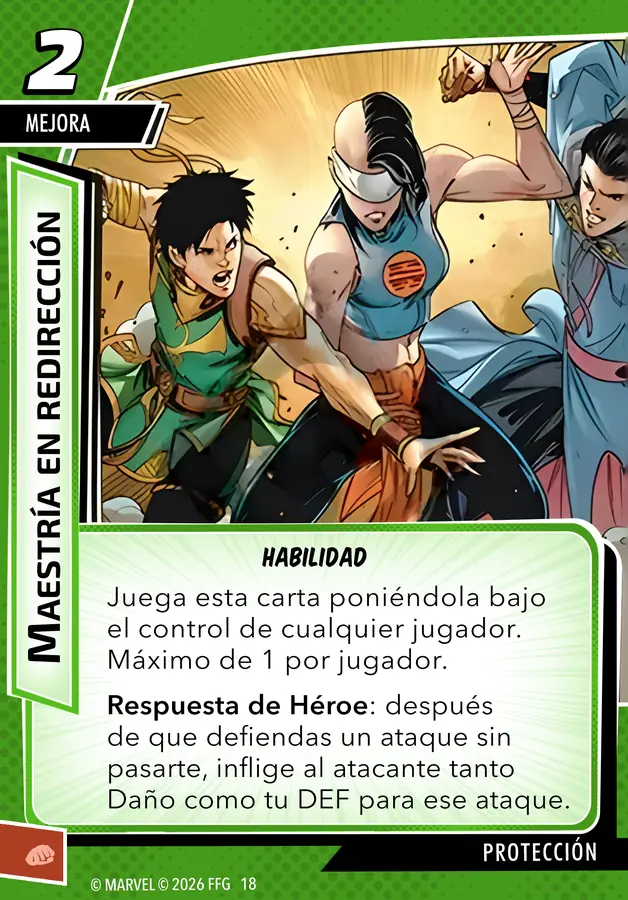 2
MEJORA
MAESTRÍA EN REDIRECCIÓN
HABILIDAD
Juega esta carta poniéndola bajo
el control de cualquier jugador.
Máximo de 1 por jugador.
Respuesta de Héroe: después
de que defiendas un ataque sin
pasarte, inflige al atacante tanto
Daño como tu DEF para ese ataque.
PROTECCIÓN
© MARVEL © 2026 FFG 18